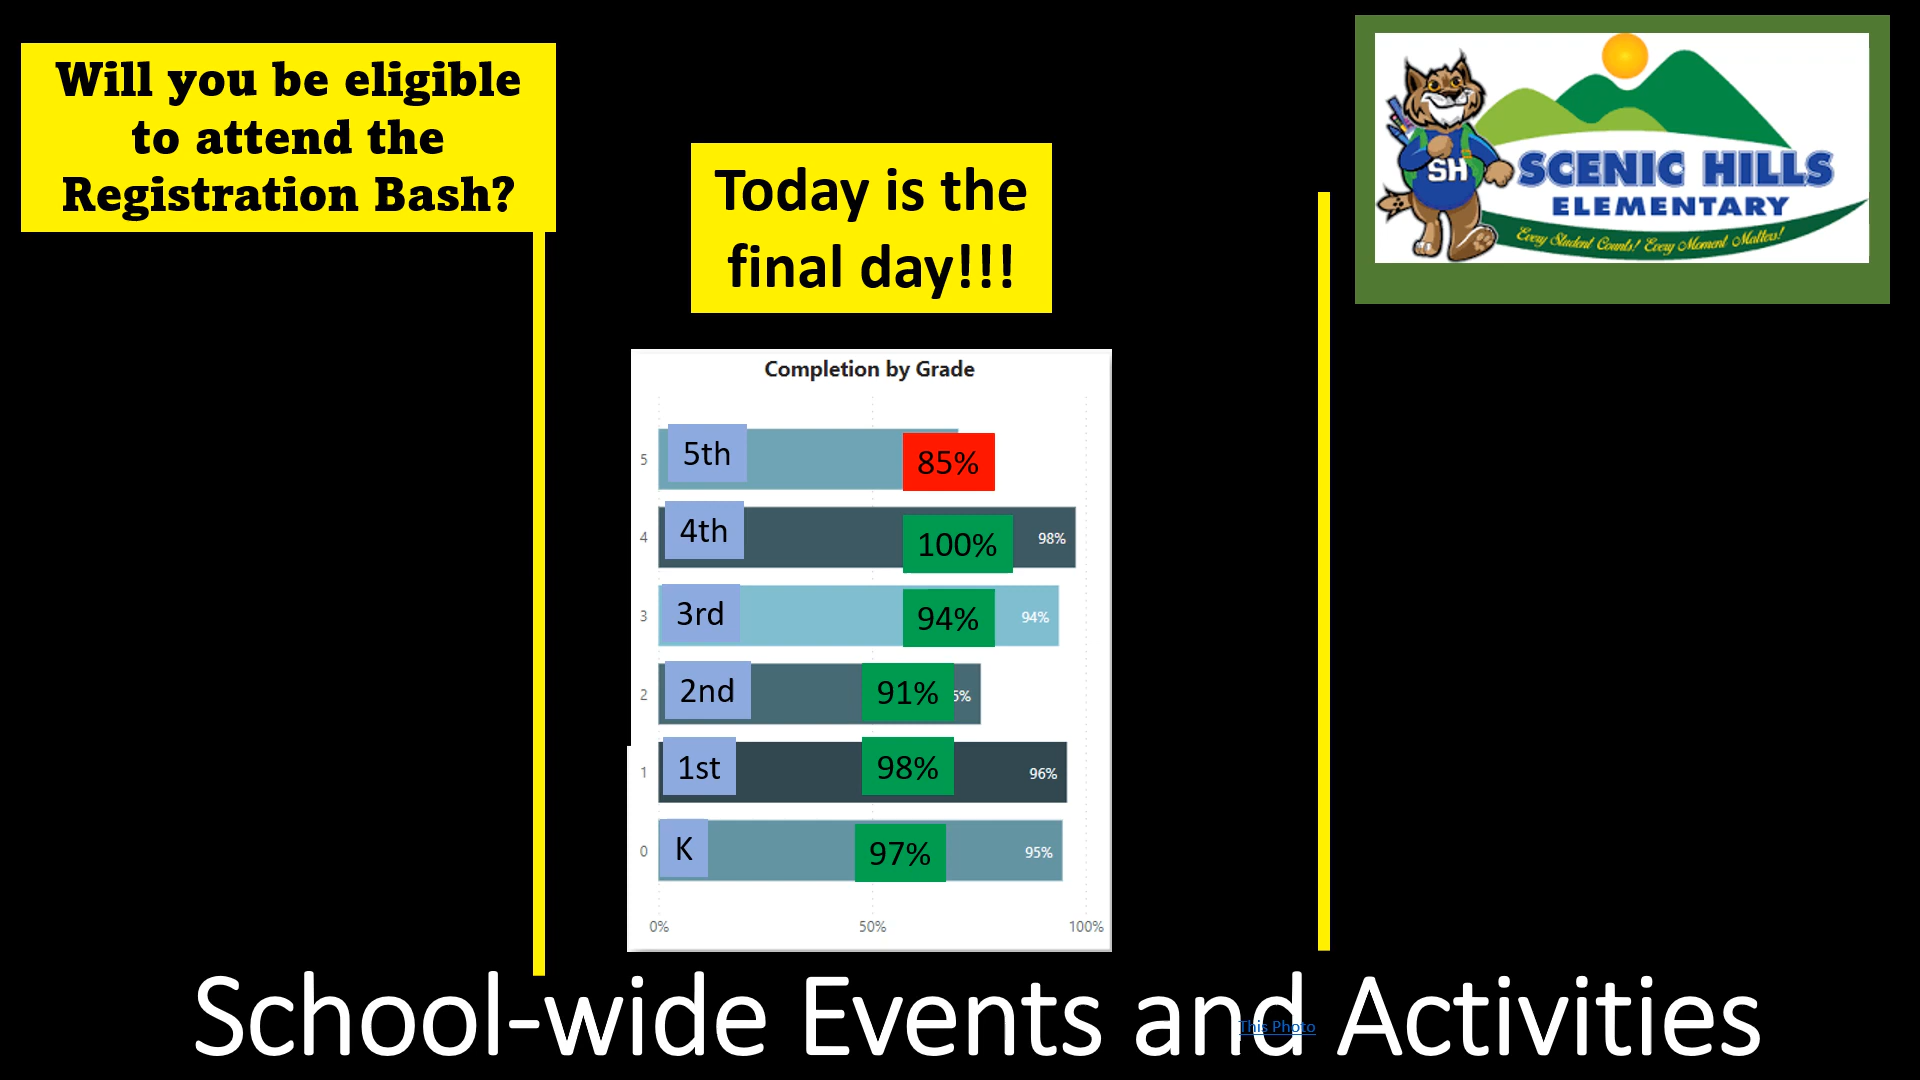 Will you be eligible
to attend the
Registration Bash?
Today is the
final day!!!
SH
SCENIC HILLS
ELEMENTARY
Every Student Counts! Every Moment Matters!
Completion by Grade
5 5th 85%
4 4th 100% 98%
3 3rd 94% 94%
2 2nd 91%
1 1st 98% 96%
0 K 97% 95%
0% 50% 100%
School-wide Events and Activities
This Photo